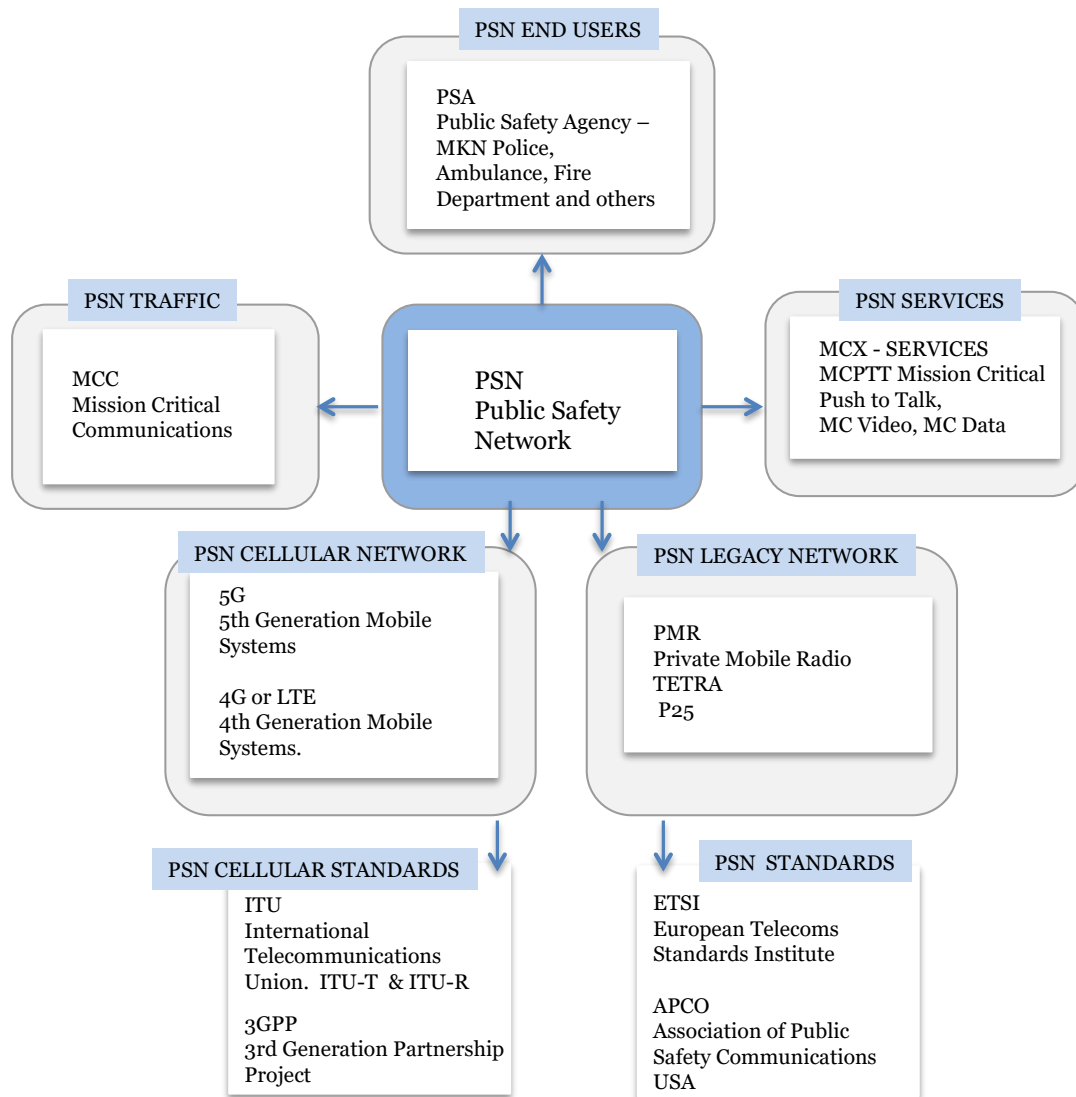 PSN END USERS
PSA
Public Safety Agency –
MKN Police,
Ambulance, Fire
Department and others
PSN TRAFFIC
MCC
Mission Critical
Communications
PSN
Public Safety
Network
PSN SERVICES
MCX - SERVICES
MCPTT Mission Critical
Push to Talk,
MC Video, MC Data
PSN CELLULAR NETWORK
5G
5th Generation Mobile
Systems
4G or LTE
4th Generation Mobile
Systems.
PSN LEGACY NETWORK
PMR
Private Mobile Radio
TETRA
P25
PSN CELLULAR STANDARDS
ITU
International
Telecommunications
Union.  ITU-T  & ITU-R
3GPP
3rd Generation Partnership
Project
PSN  STANDARDS
ETSI
European Telecoms
Standards Institute
APCO
Association of Public
Safety Communications
USA